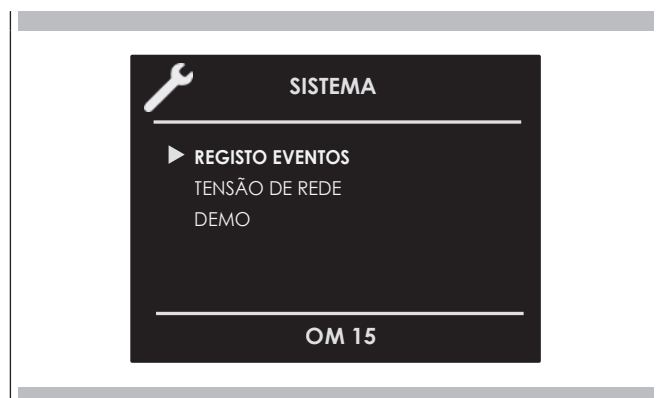 SISTEMA
REGISTO EVENTOS
TENSÃO DE REDE
DEMO
OM 15